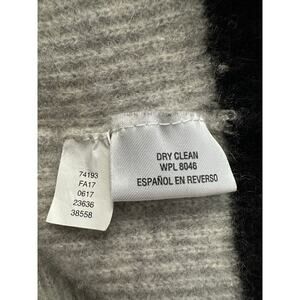 74193
FA17
0617
23636
38558
DRY CLEAN
WPL 8046
ESPAÑOL EN REVERSO